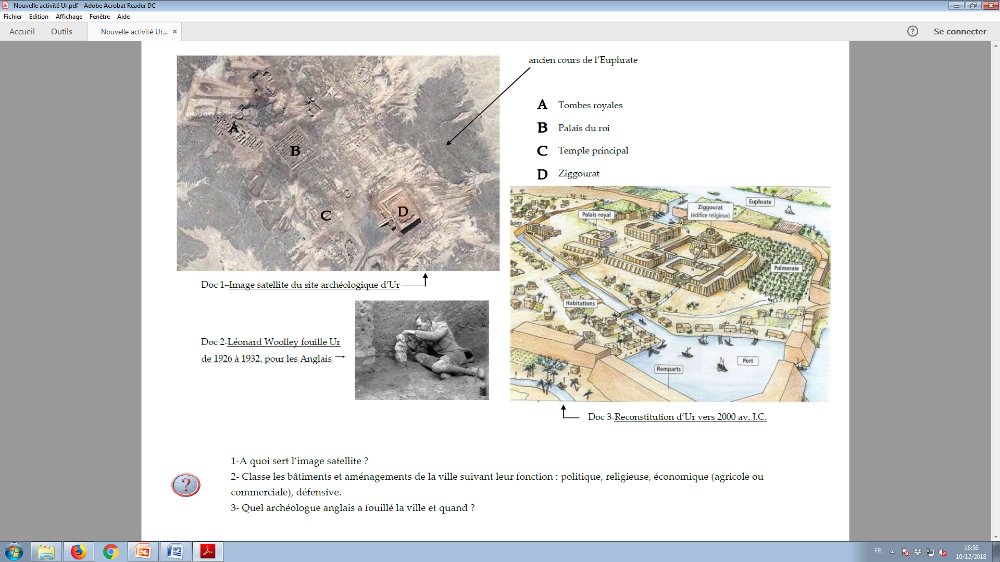 Nouvelle activité Ur.pdf - Adobe Acrobat Reader DC
Fichier Edition Affichage Fenêtre Aide
Accueil Outils Nouvelle activité Ur... × ? Se connecter
ancien cours de l'Euphrate
A Tombes royales
B Palais du roi
C Temple principal
D Ziggourat
A
B
C
D
Doc 1–Image satellite du site archéologique d'Ur
Euphrate
Ziggourat
(édifice religieux)
Palais royal
Palmeraie
Habitations
Port
Remparts
Doc 2-Léonard Woolley fouille Ur
de 1926 à 1932. pour les Anglais
Doc 3-Reconstitution d'Ur vers 2000 av. J.C.
?
1-A quoi sert l'image satellite ?
2- Classe les bâtiments et aménagements de la ville suivant leur fonction : politique, religieuse, économique (agricole ou
commerciale), défensive.
3- Quel archéologue anglais a fouillé la ville et quand ?
FR
16:56
10/12/2018